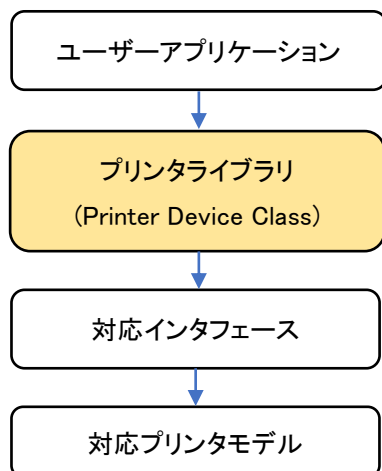 ユーザーアプリケーション
プリンタライブラリ
(Printer Device Class)
対応インタフェース
対応プリンタモデル